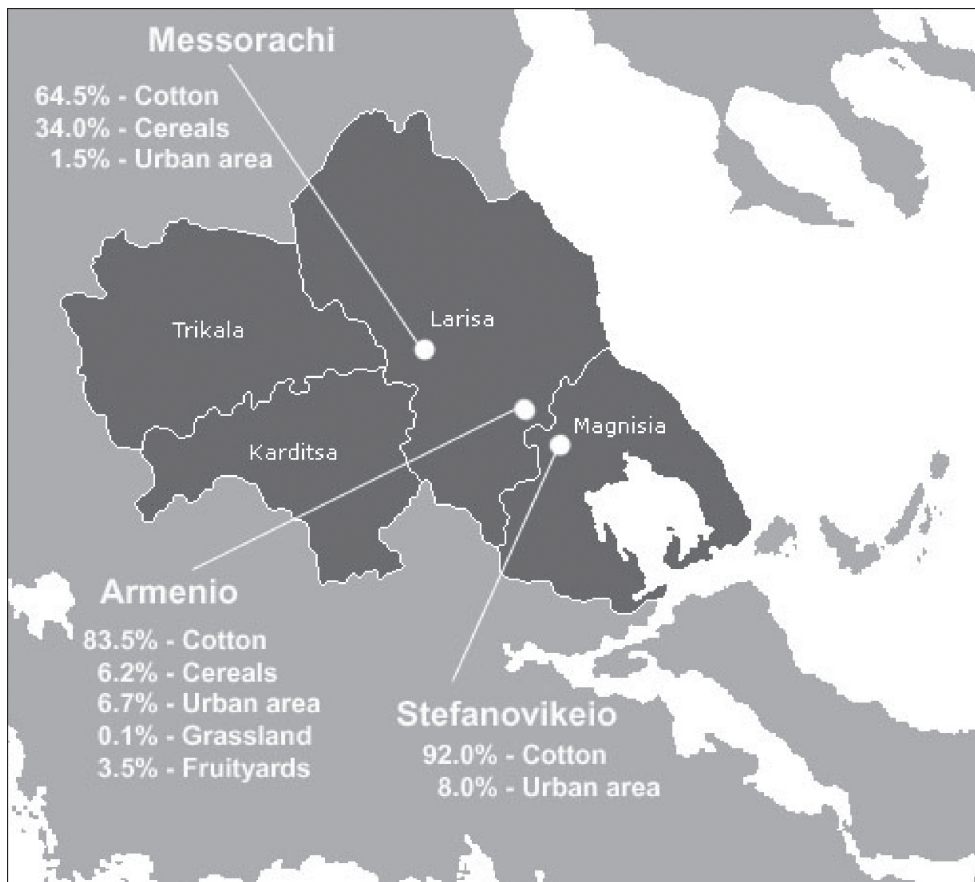 Messorachi
64.5% - Cotton
34.0% - Cereals
1.5% - Urban area
Larisa
Trikala
Magnisia
Karditsa
Armenio
83.5% - Cotton
6.2% - Cereals
6.7% - Urban area
0.1% - Grassland
3.5% - Fruityards
Stefanovikeio
92.0% - Cotton
8.0% - Urban area